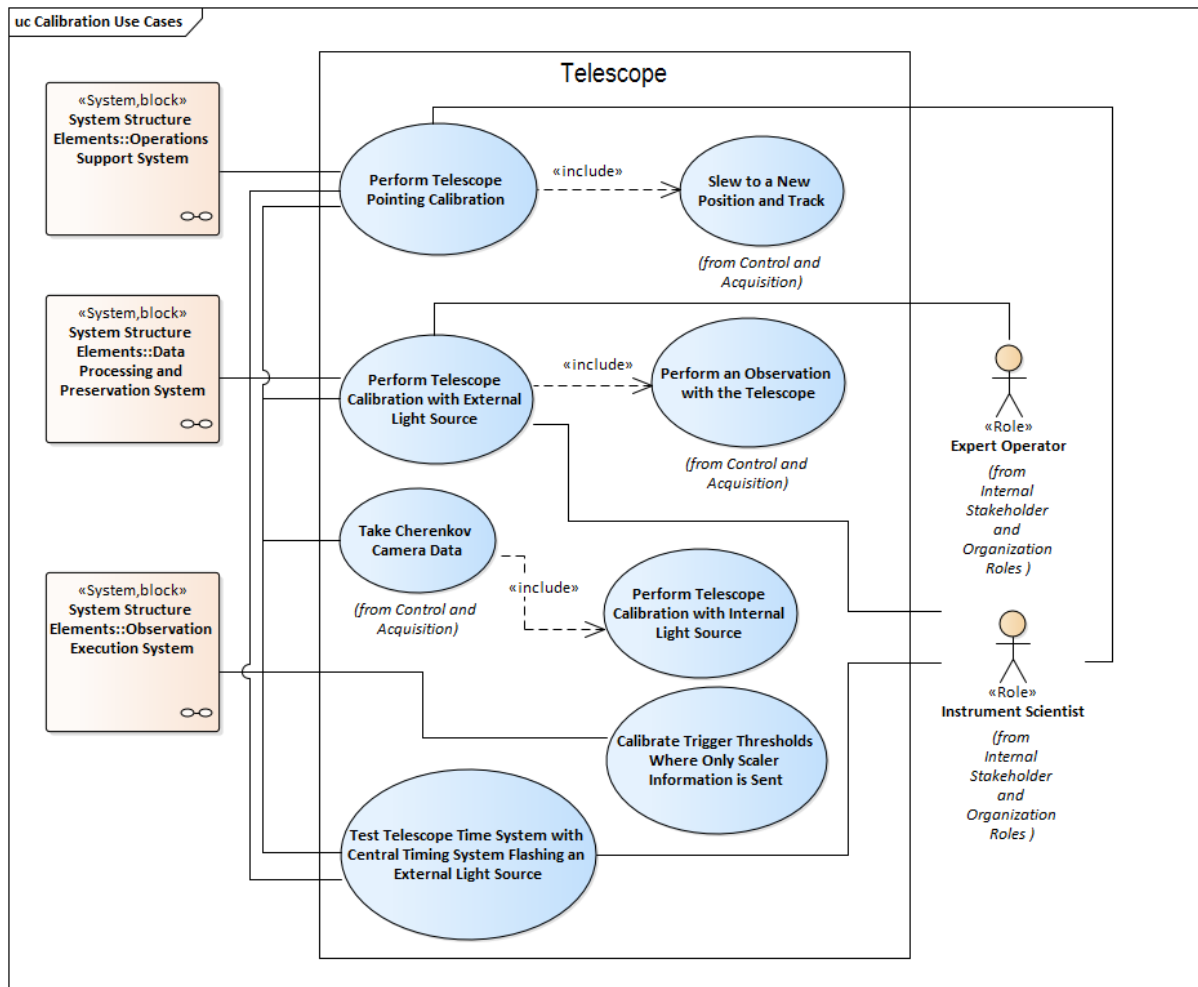 uc Calibration Use Cases
Telescope
«System,block»
System Structure
Elements::Operations
Support System
Perform Telescope
Pointing Calibration
«include»
Slew to a New
Position and Track
(from Control and
Acquisition)
«System,block»
System Structure
Elements::Data
Processing and
Preservation System
Perform Telescope
Calibration with External
Light Source
«include»
Perform an Observation
with the Telescope
(from Control and
Acquisition)
«Role»
Expert Operator
(from
Internal
Stakeholder
and
Organization
Roles )
Take Cherenkov
Camera Data
(from Control and
Acquisition)
«include»
Perform Telescope
Calibration with Internal
Light Source
«System,block»
System Structure
Elements::Observation
Execution System
«Role»
Instrument Scientist
(from
Internal
Stakeholder
and
Organization
Roles )
Calibrate Trigger Thresholds
Where Only Scaler
Information is Sent
Test Telescope Time System with
Central Timing System Flashing an
External Light Source